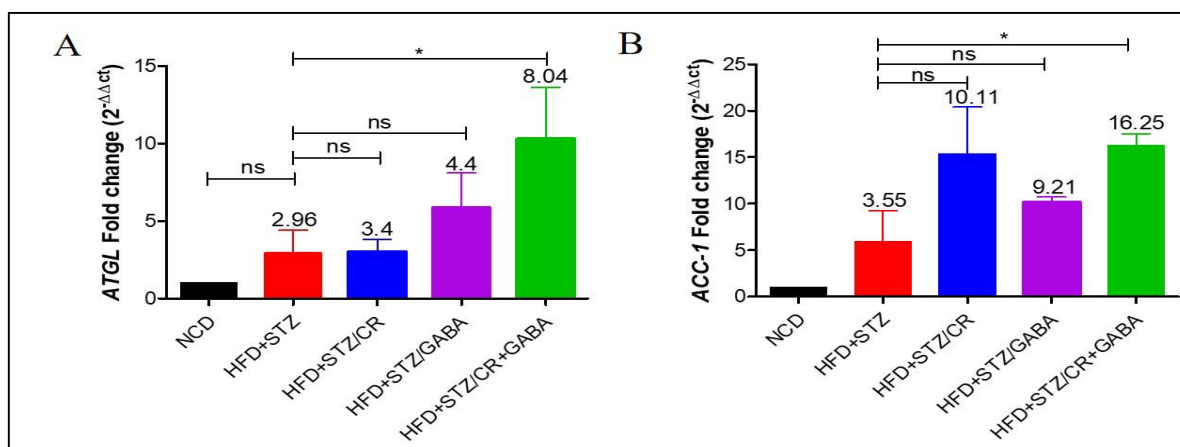 A
ATGL Fold change (2-ΔΔct)
15
10
5
0
*
ns
ns
ns
2.96
3.4
4.4
8.04
NCD
HFD+STZ
HFD+STZ/CR
HFD+STZ/GABA
HFD+STZ/CR+GABA
B
ACC-1 Fold change (2-ΔΔct)
25
20
15
10
5
0
*
ns
ns
3.55
10.11
9.21
16.25
NCD
HFD+STZ
HFD+STZ/CR
HFD+STZ/GABA
HFD+STZ/CR+GABA